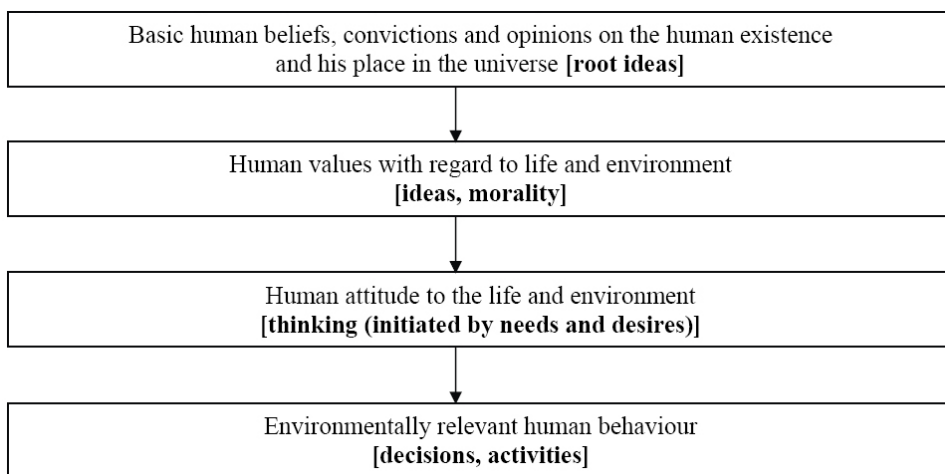 Basic human beliefs, convictions and opinions on the human existence
and his place in the universe [root ideas]
Human values with regard to life and environment
[ideas, morality]
Human attitude to the life and environment
[thinking (initiated by needs and desires)]
Environmentally relevant human behaviour
[decisions, activities]